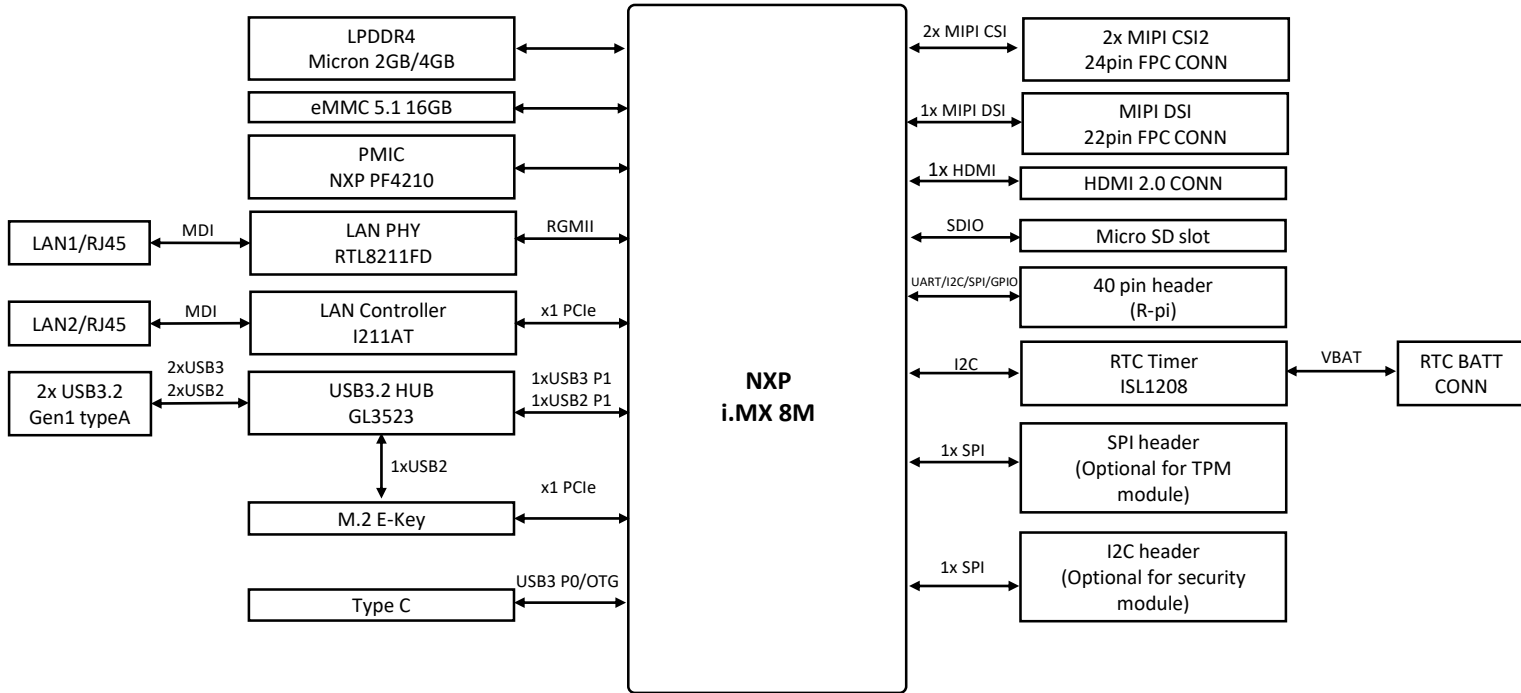 LPDDR4
Micron 2GB/4GB
eMMC 5.1 16GB
PMIC
NXP PF4210
LAN1/RJ45
MDI
LAN PHY
RTL8211FD
RGMII
LAN2/RJ45
MDI
LAN Controller
I211AT
x1 PCIe
2x USB3.2
Gen1 typeA
2xUSB3
2xUSB2
USB3.2 HUB
GL3523
1xUSB3 P1
1xUSB2 P1
1xUSB2
M.2 E-Key
x1 PCIe
Type C
USB3 P0/OTG
NXP
i.MX 8M
2x MIPI CSI
2x MIPI CSI2
24pin FPC CONN
1x MIPI DSI
MIPI DSI
22pin FPC CONN
1x HDMI
HDMI 2.0 CONN
SDIO
Micro SD slot
UART/I2C/SPI/GPIO
40 pin header
(R-pi)
I2C
RTC Timer
ISL1208
VBAT
RTC BATT
CONN
1x SPI
SPI header
(Optional for TPM
module)
1x SPI
I2C header
(Optional for security
module)